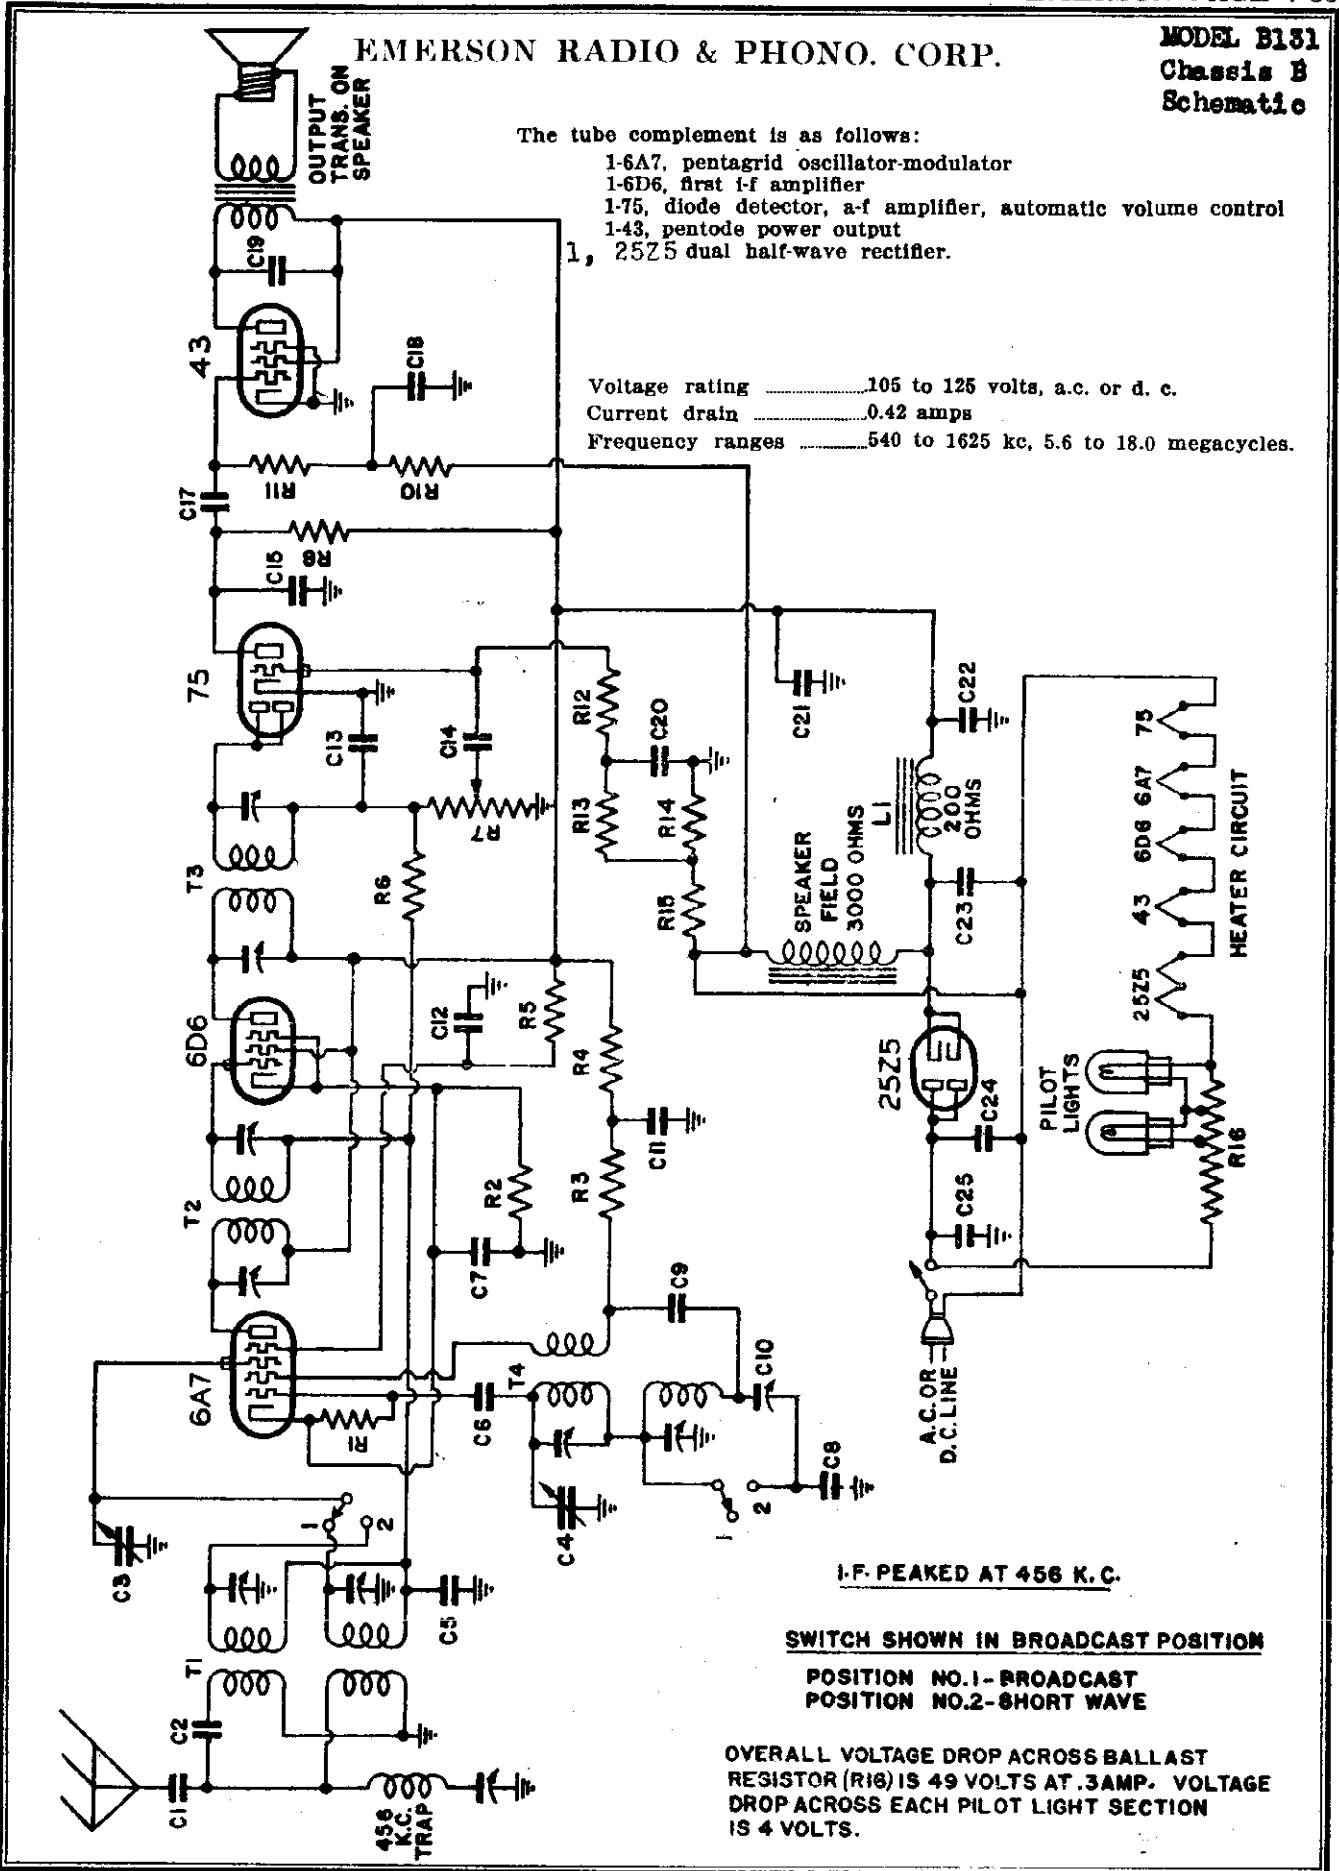 EMERSON RADIO & PHONO. CORP.
MODEL B131
Chassis B
Schematic
The tube complement is as follows:
1-6A7, pentagrid oscillator-modulator
1-6D6, first i-f amplifier
1-75, diode detector, a-f amplifier, automatic volume control
1-43, pentode power output
1, 25Z5 dual half-wave rectifier.
Voltage rating ..................105 to 125 volts, a.c. or d. c.
Current drain ..................0.42 amps
Frequency ranges ............540 to 1625 kc, 5.6 to 18.0 megacycles.
OUTPUT
TRANS. ON
SPEAKER
C19
43
C18
R11
R10
C17
R8
C15
75
C13
C14
R12
C20
R13
R14
R7
R6
R15
T3
C21
C22
L1
200
OHMS
SPEAKER
FIELD
3000 OHMS
C23
6D6
C12
R5
R4
C11
R3
R2
C7
T2
25Z5
C24
C25
75
6A7
6D6
43
25Z5
HEATER CIRCUIT
PILOT
LIGHTS
R16
6A7
R1
C6
T4
C9
C10
C8
C4
1
2
A.C. OR
D.C. LINE
C3
1
2
C5
T1
C2
C1
456
K.C.
TRAP
I.F. PEAKED AT 456 K.C.
SWITCH SHOWN IN BROADCAST POSITION
POSITION NO.1-BROADCAST
POSITION NO.2-SHORT WAVE
OVERALL VOLTAGE DROP ACROSS BALLAST
RESISTOR (R16) IS 49 VOLTS AT .3AMP. VOLTAGE
DROP ACROSS EACH PILOT LIGHT SECTION
IS 4 VOLTS.